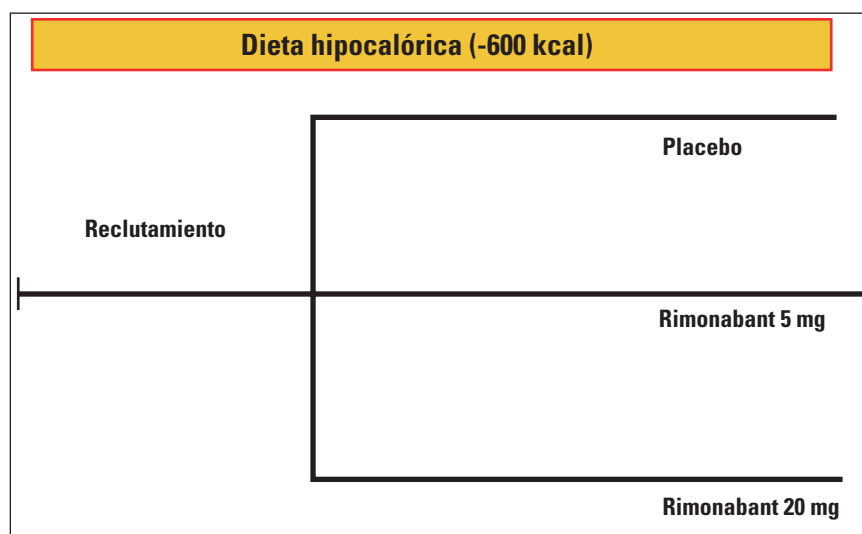 Dieta hipocalórica (-600 kcal)
Placebo
Reclutamiento
Rimonabant 5 mg
Rimonabant 20 mg